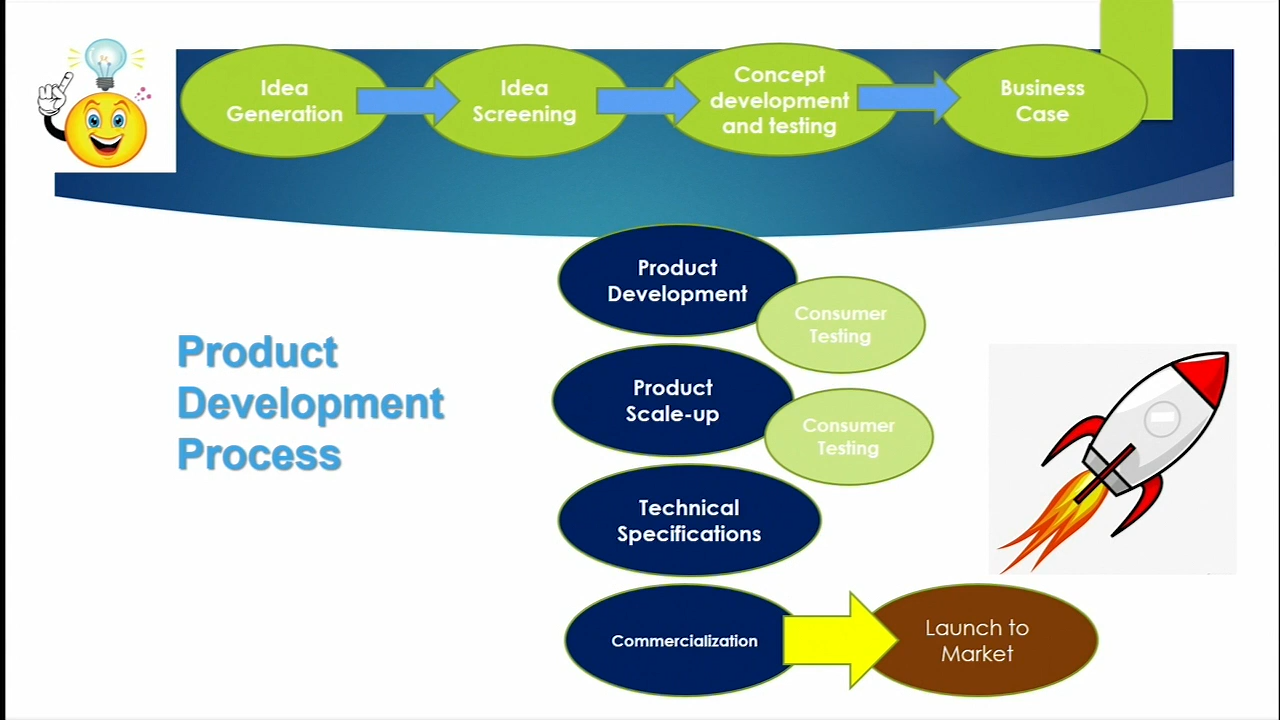 Idea
Generation
Idea
Screening
Concept
development
and testing
Business
Case
Product
Development
Consumer
Testing
Product
Development
Process
Product
Scale-up
Consumer
Testing
Technical
Specifications
Commercialization
Launch to
Market